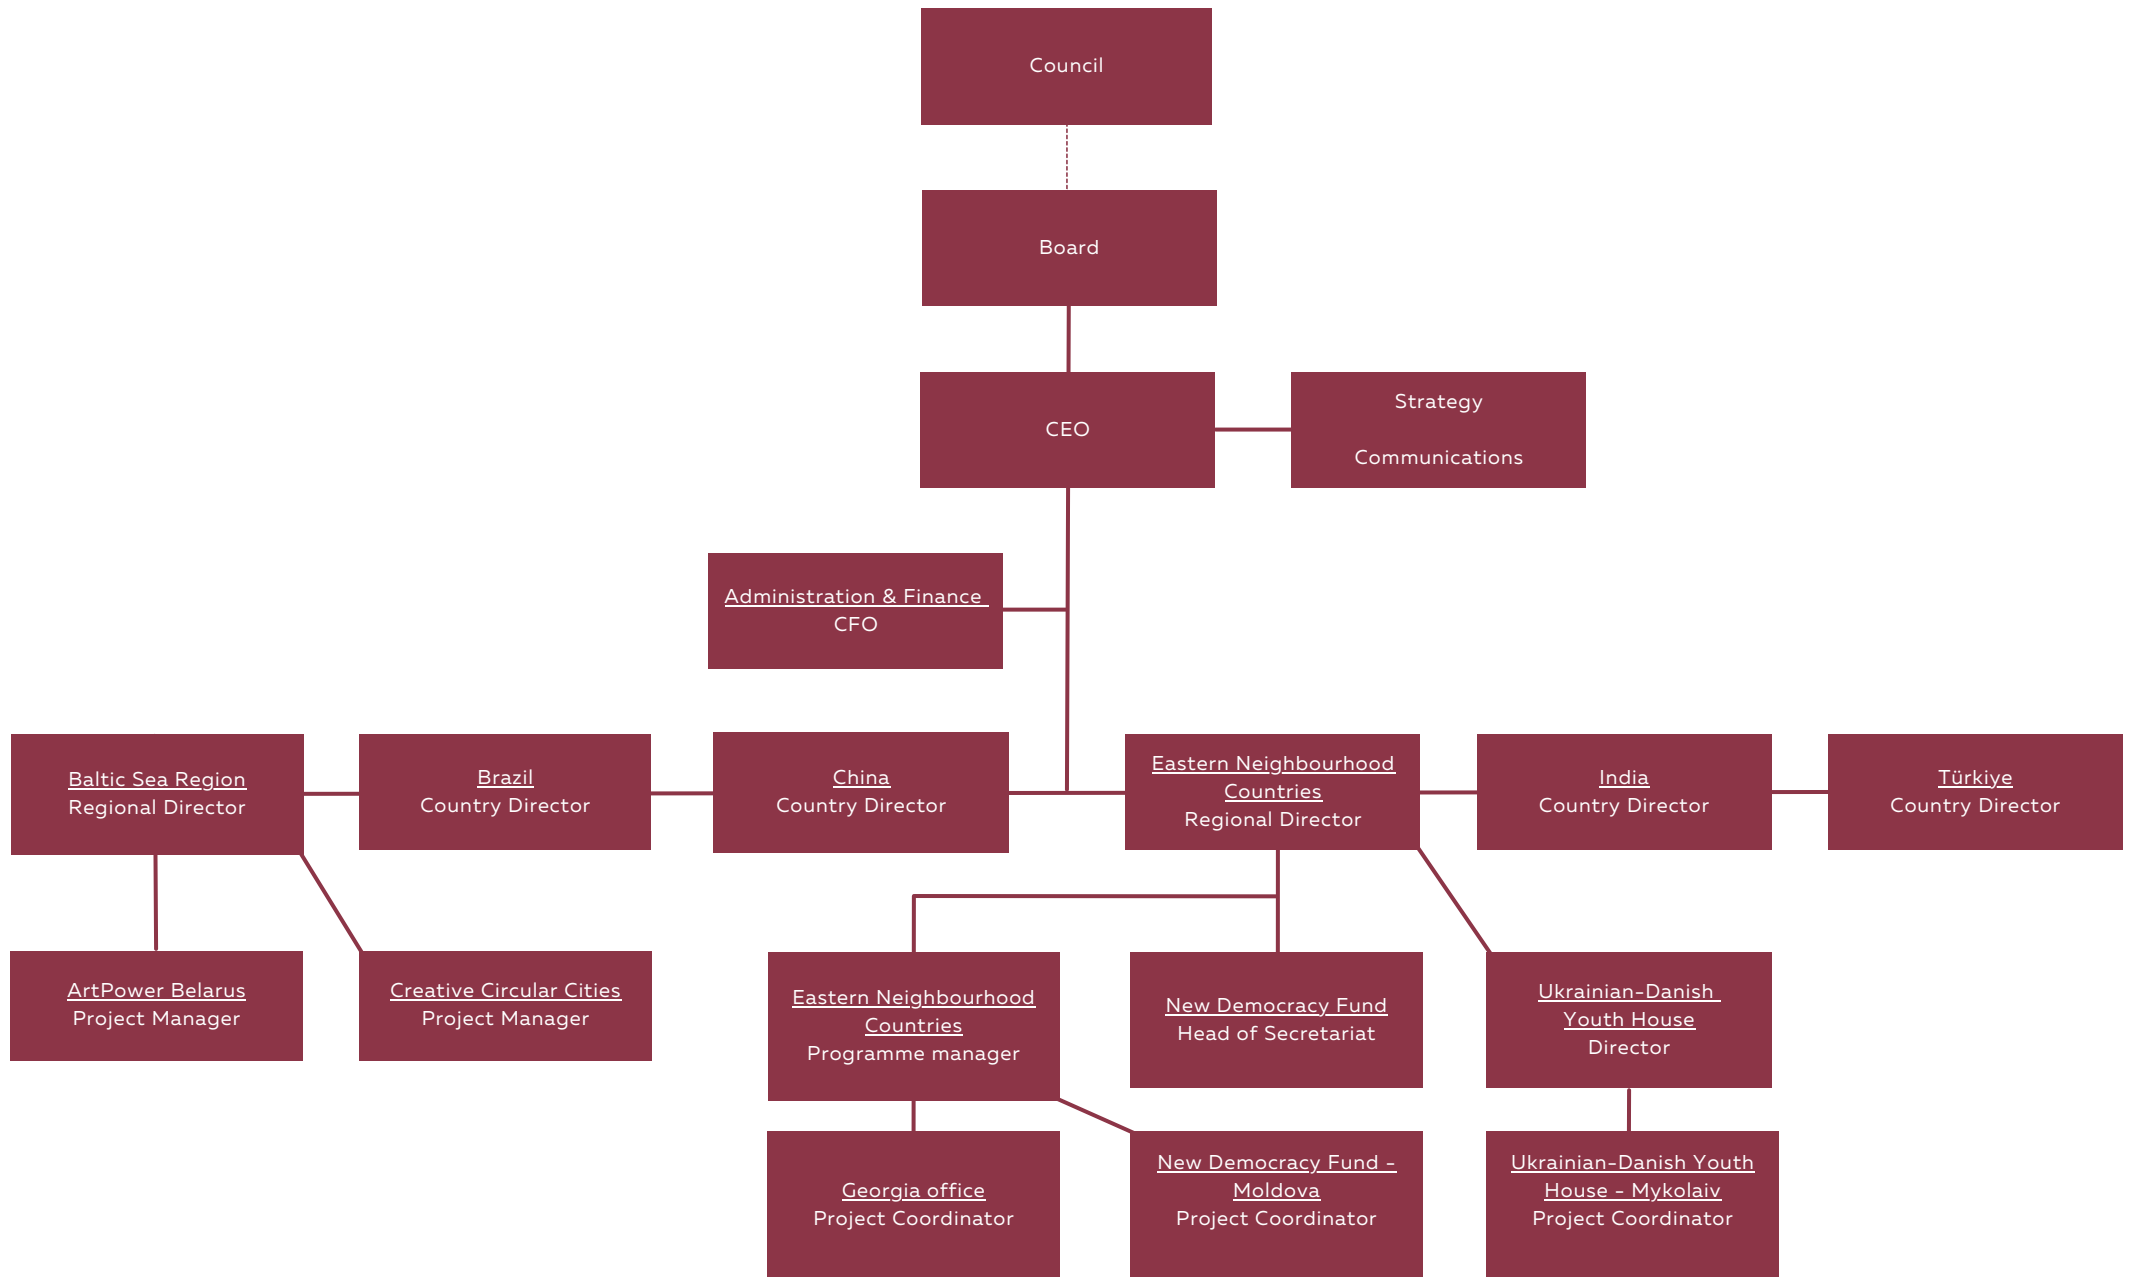 Council
Board
CEO
Strategy
Communications
Administration & Finance
CFO
Baltic Sea Region
Regional Director
Brazil
Country Director
China
Country Director
Eastern Neighbourhood
Countries
Regional Director
India
Country Director
Türkiye
Country Director
ArtPower Belarus
Project Manager
Creative Circular Cities
Project Manager
Eastern Neighbourhood
Countries
Programme manager
New Democracy Fund
Head of Secretariat
Ukrainian-Danish
Youth House
Director
Georgia office
Project Coordinator
New Democracy Fund -
Moldova
Project Coordinator
Ukrainian-Danish Youth
House - Mykolaiv
Project Coordinator